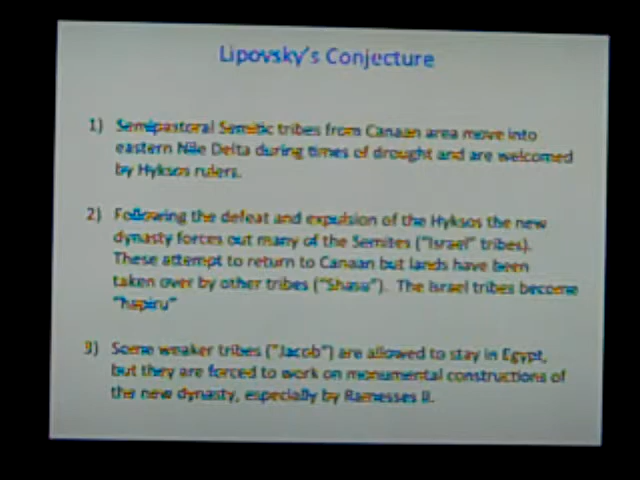 Lipovsky's Conjecture
1) Semipastoral Semitic tribes from Canaan area move into
eastern Nile Delta during times of drought and are welcomed
by Hyksos rulers.
2) Following the defeat and expulsion of the Hyksos the new
dynasty forces out many of the Semites ("Israel" tribes).
These attempt to return to Canaan but lands have been
taken over by other tribes ("Shasu"). The Israel tribes become
"hapiru"
3) Some weaker tribes ("Jacob") are allowed to stay in Egypt,
but they are forced to work on monumental constructions of
the new dynasty, especially by Ramesses II.